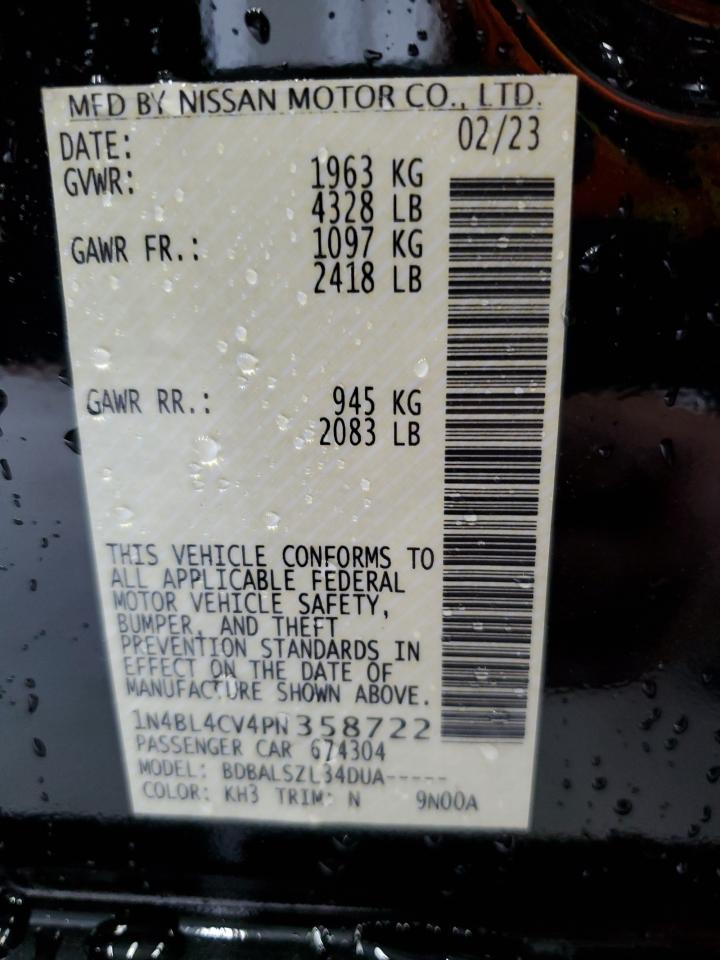 MFD BY NISSAN MOTOR CO., LTD.
DATE: 02/23
GVWR: 1963 KG
4328 LB
GAWR FR.: 1097 KG
2418 LB
GAWR RR.: 945 KG
2083 LB
THIS VEHICLE CONFORMS TO
ALL APPLICABLE FEDERAL
MOTOR VEHICLE SAFETY,
BUMPER, AND THEFT
PREVENTION STANDARDS IN
EFFECT ON THE DATE OF
MANUFACTURE SHOWN ABOVE.
1N4BL4CV4PN358722
PASSENGER CAR 674304
MODEL: BDBALSZL34DUA-----
COLOR: KH3 TRIM: N 9N00A